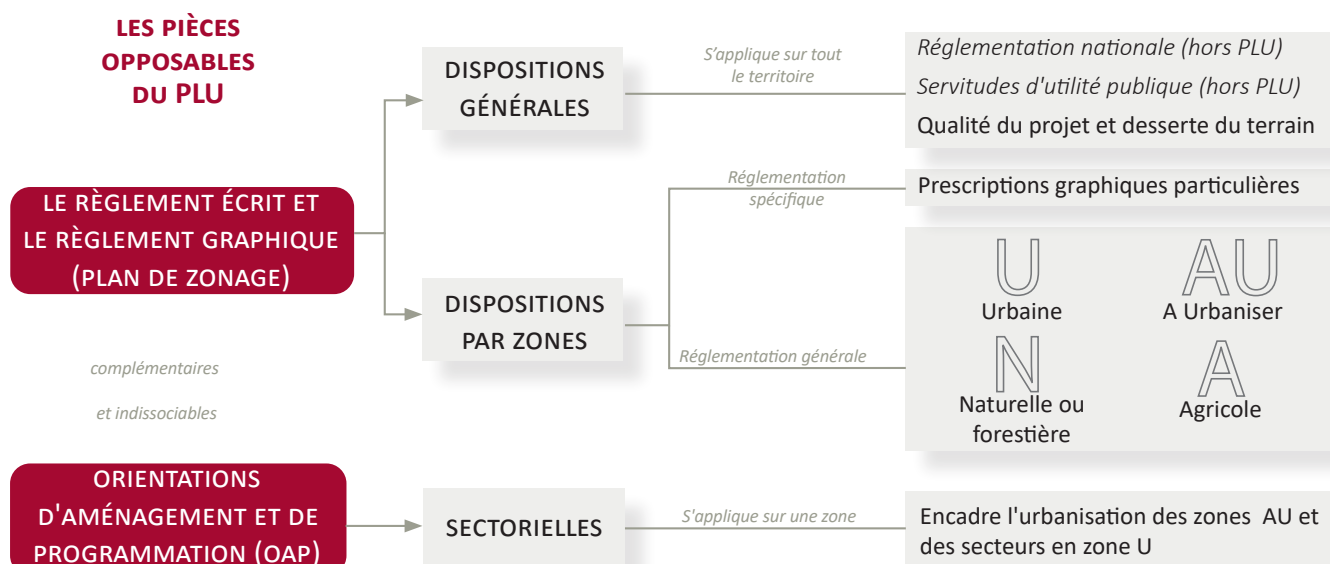 LES PIÈCES
OPPOSABLES
DU PLU
LE RÈGLEMENT ÉCRIT ET
LE RÈGLEMENT GRAPHIQUE
(PLAN DE ZONAGE)
DISPOSITIONS
GÉNÉRALES
S'applique sur tout
le territoire
Réglementation nationale (hors PLU)
Servitudes d'utilité publique (hors PLU)
Qualité du projet et desserte du terrain
DISPOSITIONS
PAR ZONES
Réglementation
spécifique
Prescriptions graphiques particulières
Réglementation générale
U
Urbaine
AU
A Urbaniser
N
Naturelle ou
forestière
A
Agricole
complémentaires
et indissociables
ORIENTATIONS
D'AMÉNAGEMENT ET DE
PROGRAMMATION (OAP)
SECTORIELLES
S'applique sur une zone
Encadre l'urbanisation des zones AU et
des secteurs en zone U